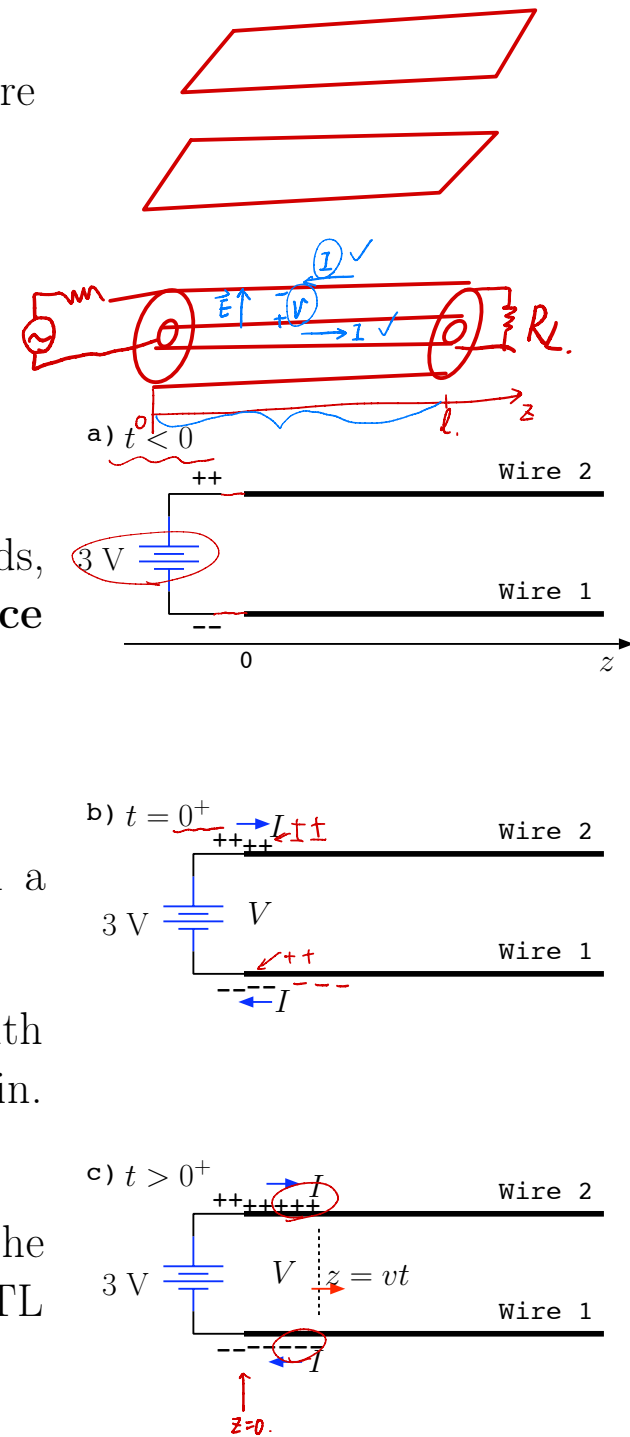 re
I ✓
E⃗ - V +
→ I ✓
R_L.
0 l. z
a) t < 0
++ Wire 2
ds,
3 V
Wire 1
ce
--
0 z
b) t = 0⁺
I ++
++ ++ Wire 2
a
3 V V
++ Wire 1
---- I ---
th
in.
c) t > 0⁺
I
++ +++++ Wire 2
he
3 V V z = vt
TL
Wire 1
-- ----- I
z=0.